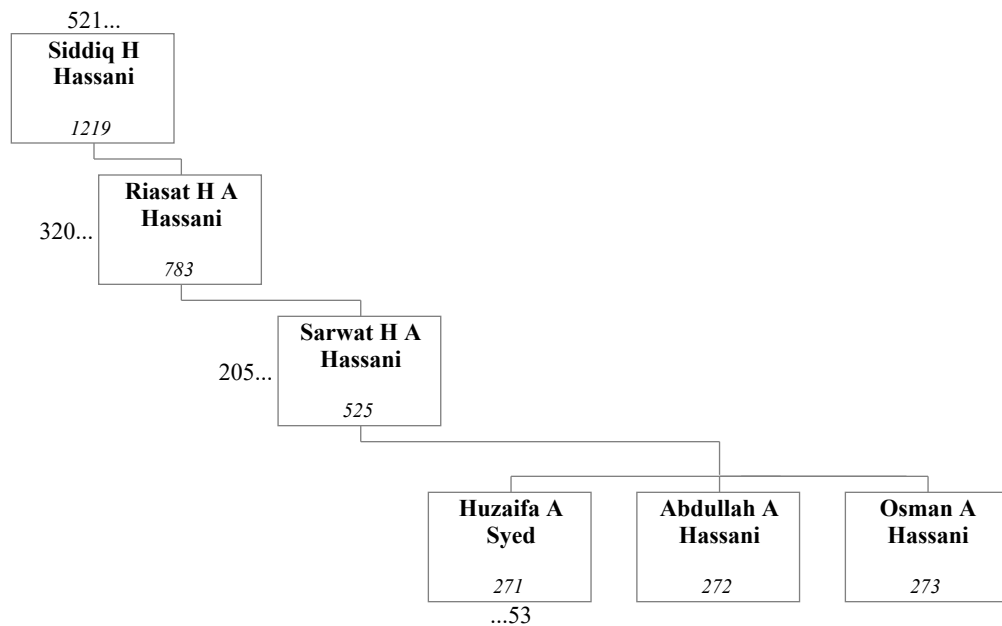 521...
Siddiq H
Hassani
1219
Riasat H A
Hassani
320...
783
Sarwat H A
Hassani
205...
525
Huzaifa A
Syed
271
...53
Abdullah A
Hassani
272
Osman A
Hassani
273